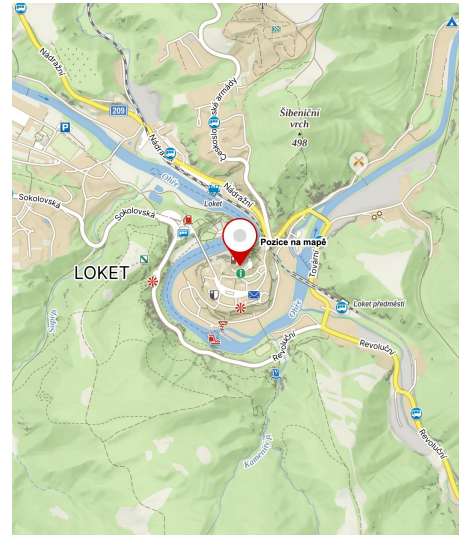 Nádražní
209
Československé armády
Šibeniční
vrch
498
P
Nádražní
Ohře
Nádražní
Loket
Sokolovská
Sokolovská
Pozice na mapě
LOKET
Tovární
Loket předměstí
Ohře
Revoluční
Revoluční
Kamenitý p.
Revoluční